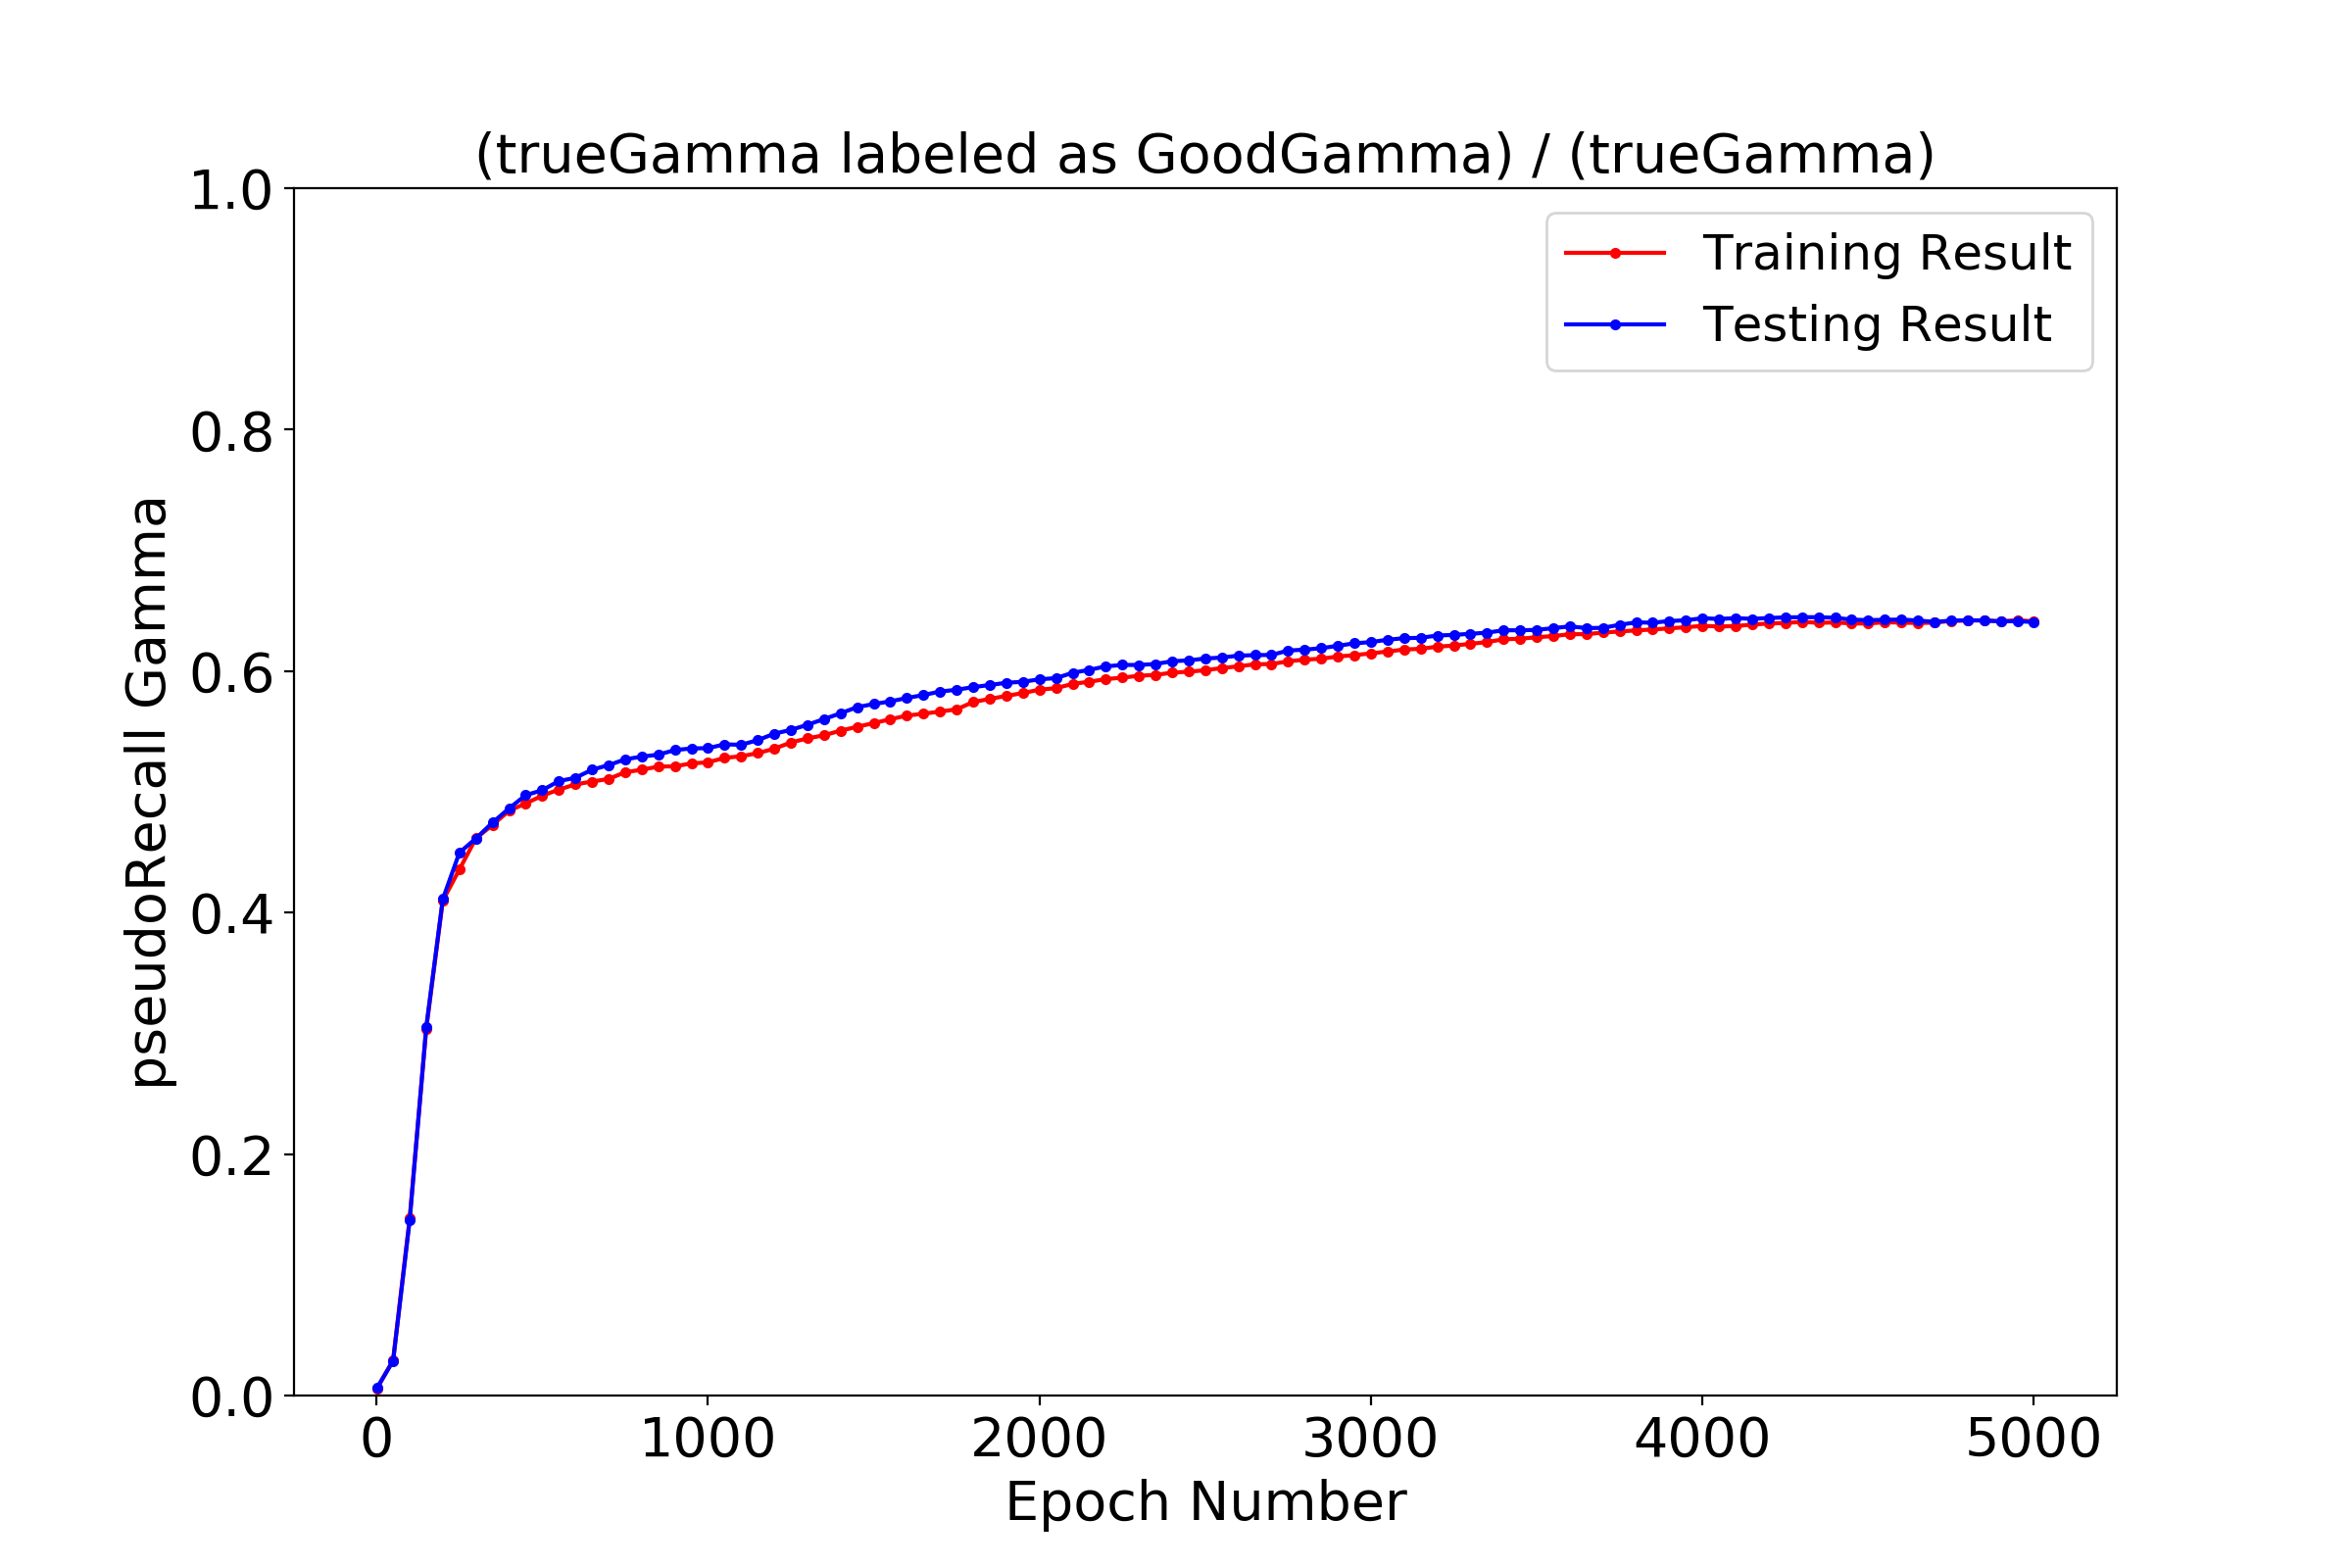 (trueGamma labeled as GoodGamma) / (trueGamma)
1.0
0.8
0.6
0.4
0.2
0.0
pseudoRecall Gamma
Training Result
Testing Result
0 1000 2000 3000 4000 5000
Epoch Number